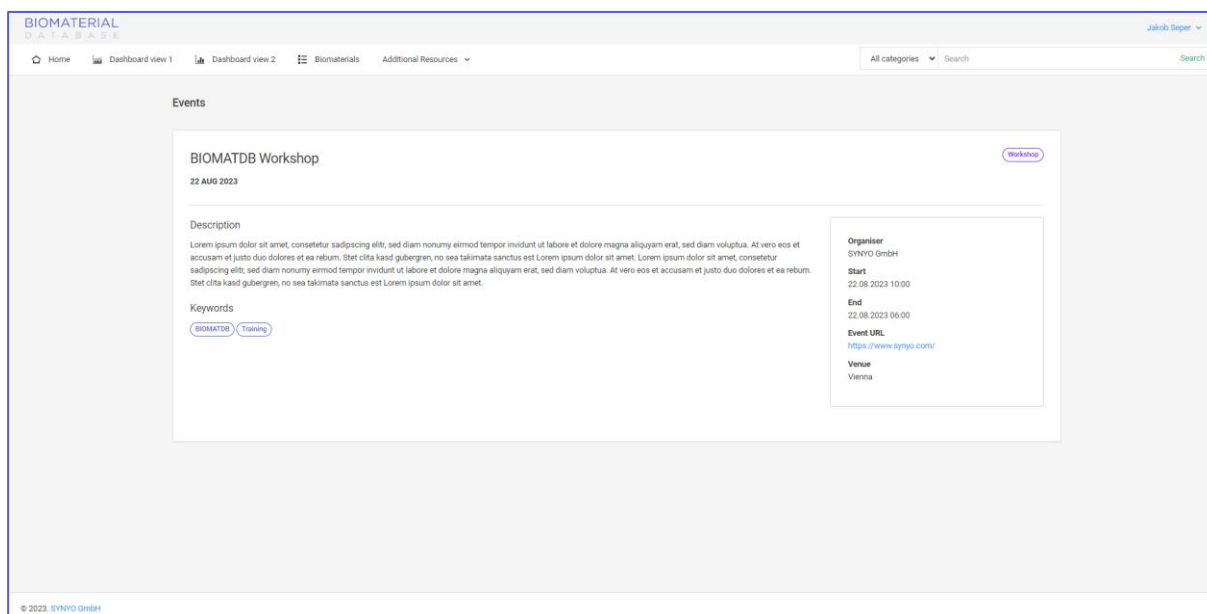 BIOMATERIAL
DATABASE
Jakob Seper
Home Dashboard view 1 Dashboard view 2 Biomaterials Additional Resources All categories Search Search
Events
BIOMATDB Workshop
Workshop
22 AUG 2023
Description
Lorem ipsum dolor sit amet, consetetur sadipscing elitr, sed diam nonumy eirmod tempor invidunt ut labore et dolore magna aliquyam erat, sed diam voluptua. At vero eos et
accusam et justo duo dolores et ea rebum. Stet clita kasd gubergren, no sea takimata sanctus est Lorem ipsum dolor sit amet. Lorem ipsum dolor sit amet, consetetur
sadipscing elitr, sed diam nonumy eirmod tempor invidunt ut labore et dolore magna aliquyam erat, sed diam voluptua. At vero eos et accusam et justo duo dolores et ea rebum.
Stet clita kasd gubergren, no sea takimata sanctus est Lorem ipsum dolor sit amet.
Keywords
BIOMATDB Training
Organiser
SYNYO GmbH
Start
22.08.2023 10:00
End
22.08.2023 06:00
Event URL
https://www.synyo.com/
Venue
Vienna
© 2023. SYNYO GmbH